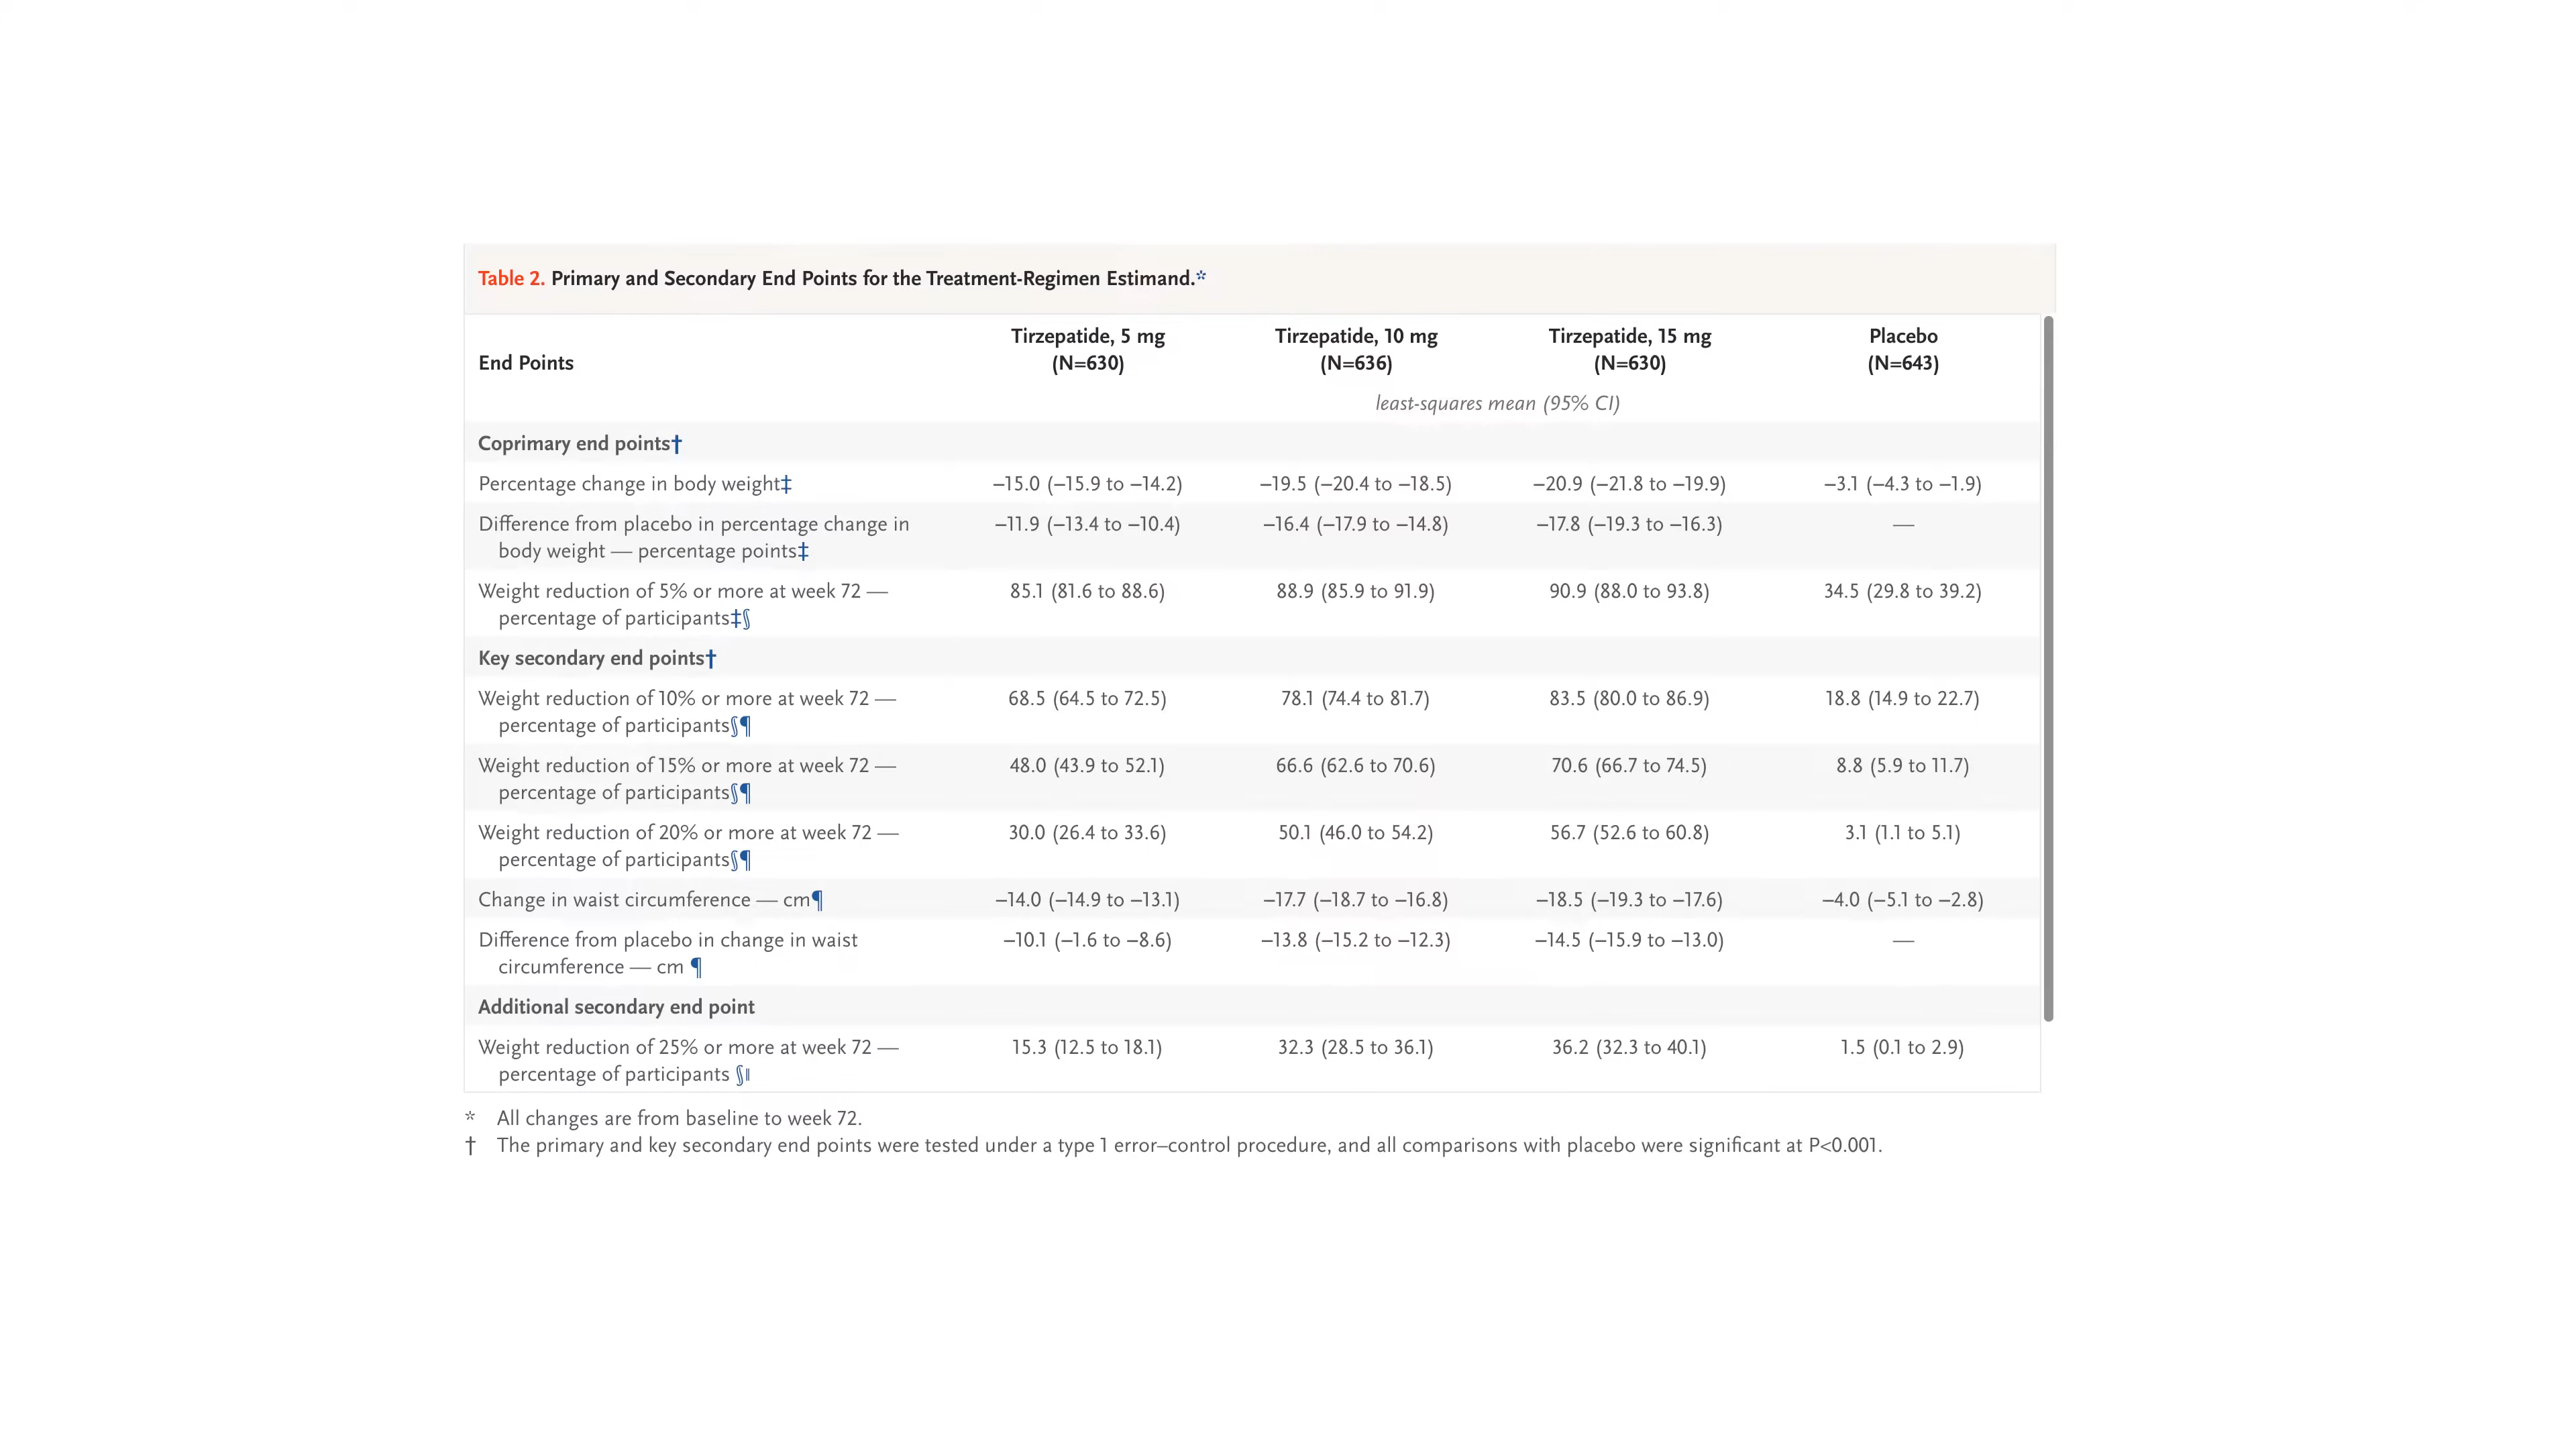 Table 2. Primary and Secondary End Points for the Treatment-Regimen Estimand.*
End Points
Tirzepatide, 5 mg (N=630)
Tirzepatide, 10 mg (N=636)
Tirzepatide, 15 mg (N=630)
Placebo (N=643)
least-squares mean (95% CI)
Coprimary end points†
Percentage change in body weight‡ –15.0 (–15.9 to –14.2) –19.5 (–20.4 to –18.5) –20.9 (–21.8 to –19.9) –3.1 (–4.3 to –1.9)
Difference from placebo in percentage change in –11.9 (–13.4 to –10.4) –16.4 (–17.9 to –14.8) –17.8 (–19.3 to –16.3) —
body weight — percentage points‡
Weight reduction of 5% or more at week 72 — 85.1 (81.6 to 88.6) 88.9 (85.9 to 91.9) 90.9 (88.0 to 93.8) 34.5 (29.8 to 39.2)
percentage of participants‡§
Key secondary end points†
Weight reduction of 10% or more at week 72 — 68.5 (64.5 to 72.5) 78.1 (74.4 to 81.7) 83.5 (80.0 to 86.9) 18.8 (14.9 to 22.7)
percentage of participants§¶
Weight reduction of 15% or more at week 72 — 48.0 (43.9 to 52.1) 66.6 (62.6 to 70.6) 70.6 (66.7 to 74.5) 8.8 (5.9 to 11.7)
percentage of participants§¶
Weight reduction of 20% or more at week 72 — 30.0 (26.4 to 33.6) 50.1 (46.0 to 54.2) 56.7 (52.6 to 60.8) 3.1 (1.1 to 5.1)
percentage of participants§¶
Change in waist circumference — cm¶ –14.0 (–14.9 to –13.1) –17.7 (–18.7 to –16.8) –18.5 (–19.3 to –17.6) –4.0 (–5.1 to –2.8)
Difference from placebo in change in waist –10.1 (–1.6 to –8.6) –13.8 (–15.2 to –12.3) –14.5 (–15.9 to –13.0) —
circumference — cm ¶
Additional secondary end point
Weight reduction of 25% or more at week 72 — 15.3 (12.5 to 18.1) 32.3 (28.5 to 36.1) 36.2 (32.3 to 40.1) 1.5 (0.1 to 2.9)
percentage of participants §‖
* All changes are from baseline to week 72.
† The primary and key secondary end points were tested under a type 1 error–control procedure, and all comparisons with placebo were significant at P<0.001.